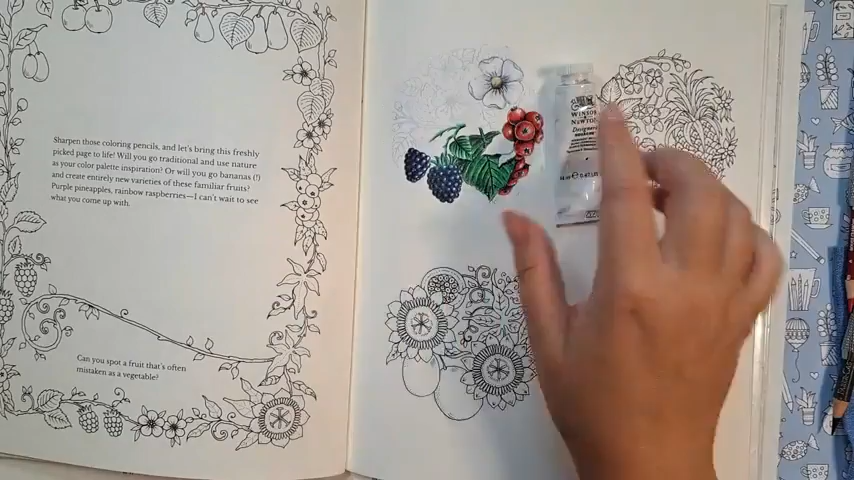 Sharpen those coloring pencils, and let's bring this freshly
picked page to life! Will you go traditional and use nature
as your color palette inspiration? Or will you go bananas (!)
and create entirely new varieties of these familiar fruits?
Purple pineapples, rainbow raspberries—I can't wait to see
what you come up with.
Can you spot a fruit that's often
mistaken as a vegetable?
WINSOR
NEWTON
Designers